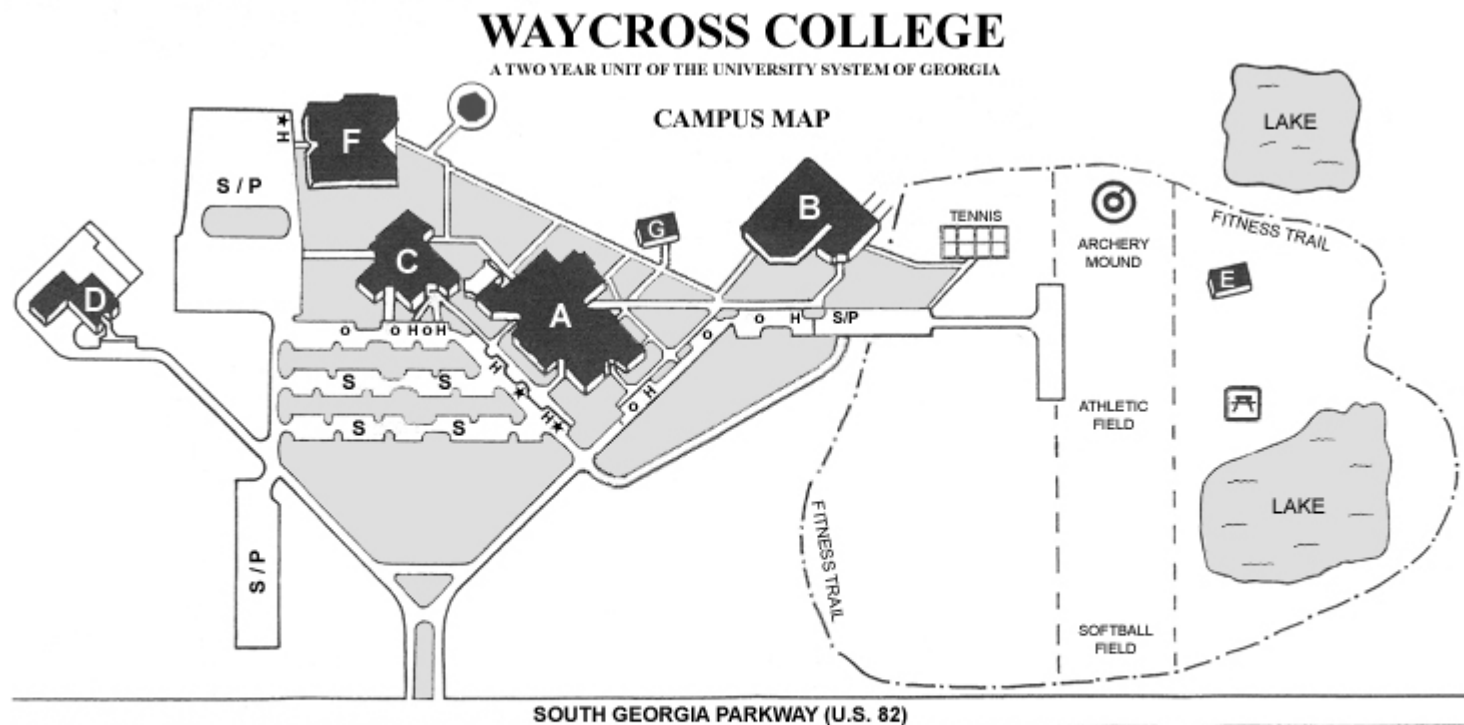 WAYCROSS COLLEGE
A TWO YEAR UNIT OF THE UNIVERSITY SYSTEM OF GEORGIA
CAMPUS MAP
LAKE
H★
F
S / P
B
G
TENNIS
ARCHERY
MOUND
FITNESS TRAIL
C
D
E
A
O
O H O H
O
O H
S/P
H
S S
★
O H
H★
S S
ATHLETIC
FIELD
LAKE
FITNESS TRAIL
S / P
SOFTBALL
FIELD
SOUTH GEORGIA PARKWAY (U.S. 82)